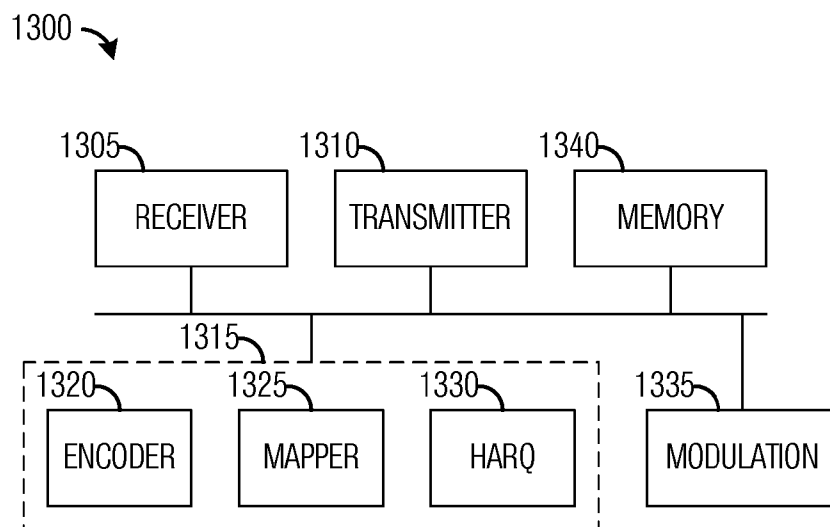 1300
1305 1310 1340
RECEIVER TRANSMITTER MEMORY
1315
1320 1325 1330 1335
ENCODER MAPPER HARQ MODULATION